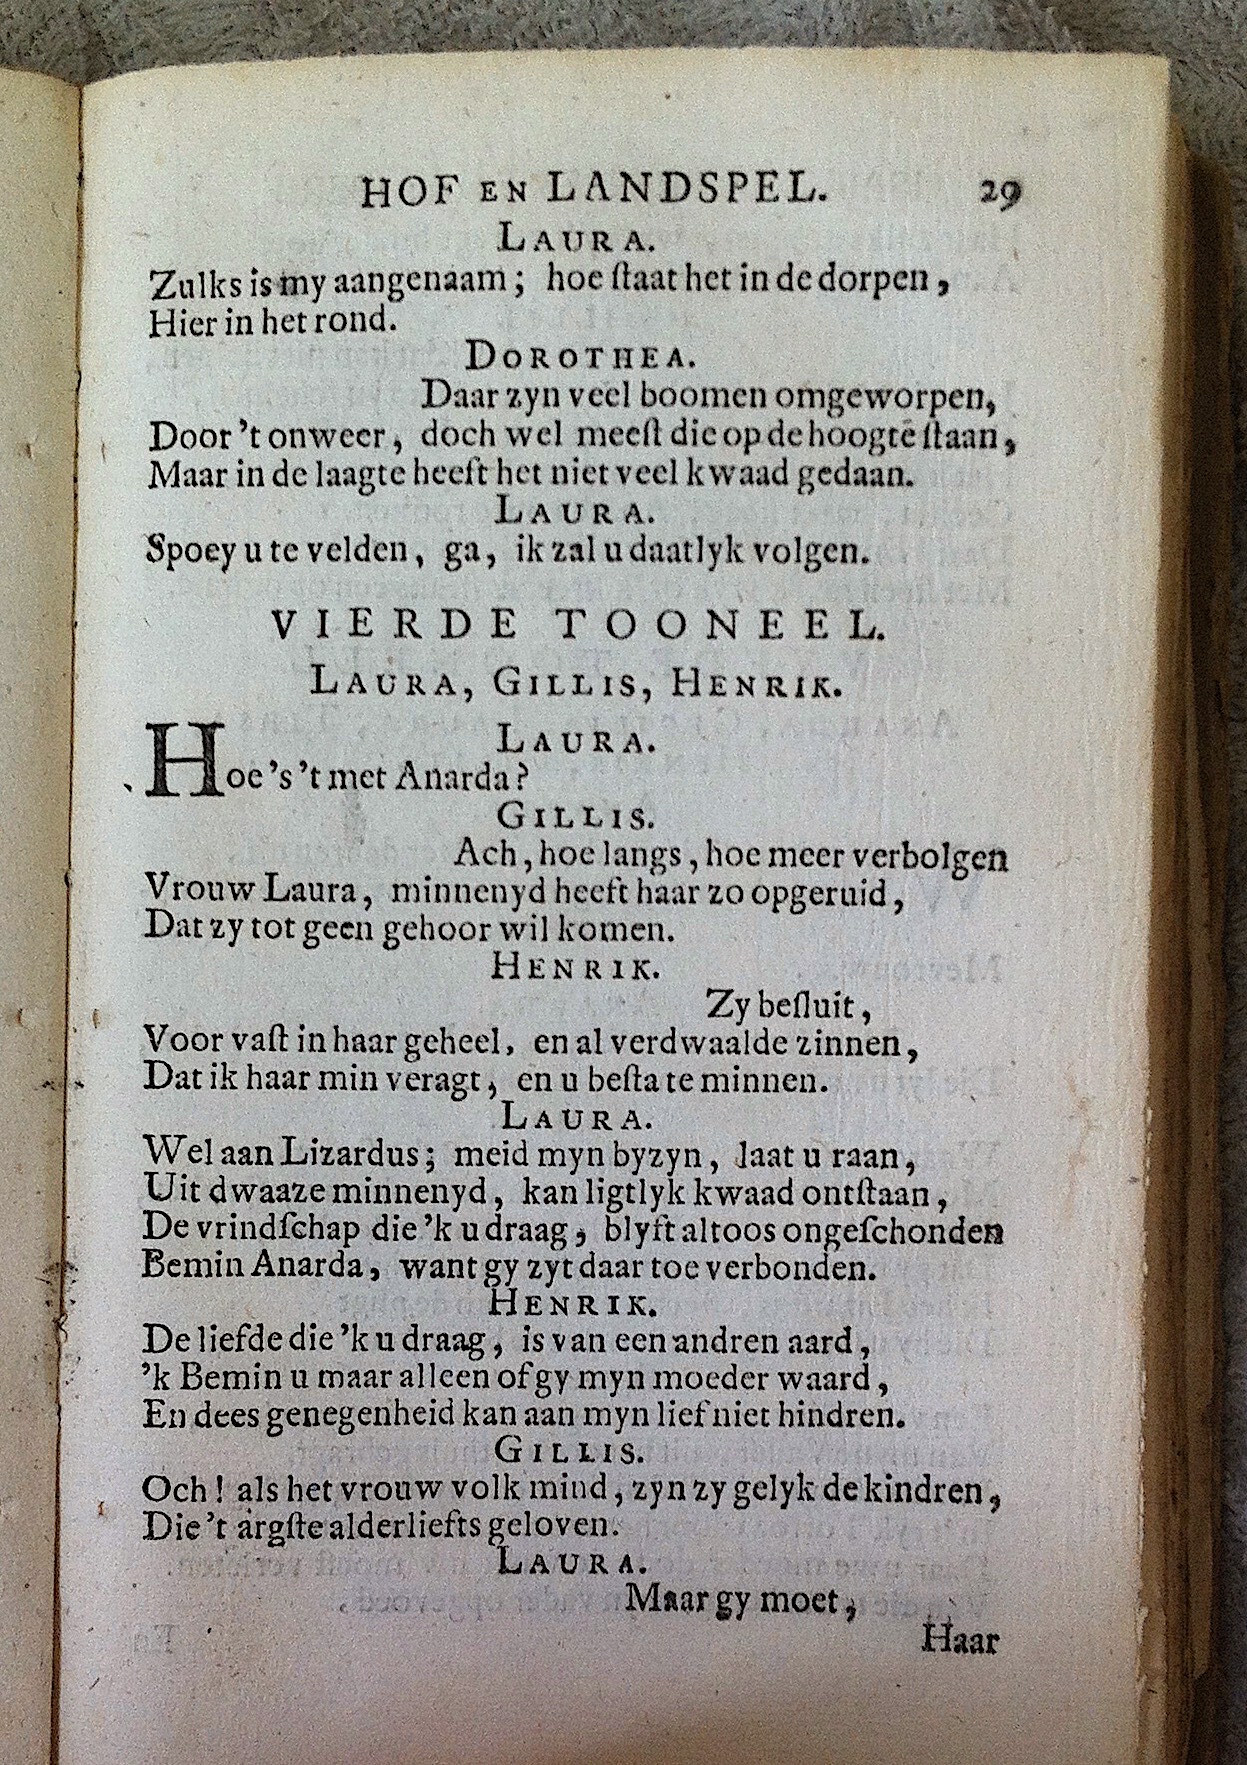 HOF EN LANDSPEL. 29
LAURA.
Zulks is my aangenaam; hoe ſtaat het in de dorpen,
Hier in het rond.
DOROTHEA.
Daar zyn veel boomen omgeworpen,
Door 't onweer, doch wel meeſt die op de hoogte ſtaan,
Maar in de laagte heeft het niet veel kwaad gedaan.
LAURA.
Spoey u te velden, ga, ik zal u daatlyk volgen.
VIERDE TOONEEL.
LAURA, GILLIS, HENRIK.
LAURA.
Hoe 's 't met Anarda?
GILLIS.
Ach, hoe langs, hoe meer verbolgen
Vrouw Laura, minnenyd heeft haar zo opgeruid,
Dat zy tot geen gehoor wil komen.
HENRIK.
Zy beſluit,
Voor vaſt in haar geheel, en al verdwaalde zinnen,
Dat ik haar min veragt, en u beſta te minnen.
LAURA.
Wel aan Lizardus; meid myn byzyn, laat u raan,
Uit dwaaze minnenyd, kan ligtlyk kwaad ontſtaan,
De vrindſchap die 'k u draag, blyft altoos ongeſchonden
Bemin Anarda, want gy zyt daar toe verbonden.
HENRIK.
De liefde die 'k u draag, is van een andren aard,
'k Bemin u maar alleen of gy myn moeder waard,
En dees genegenheid kan aan myn lief niet hindren.
GILLIS.
Och! als het vrouw volk mind, zyn zy gelyk de kindren,
Die 't argſte alderliefts geloven.
LAURA.
Maar gy moet,
Haar